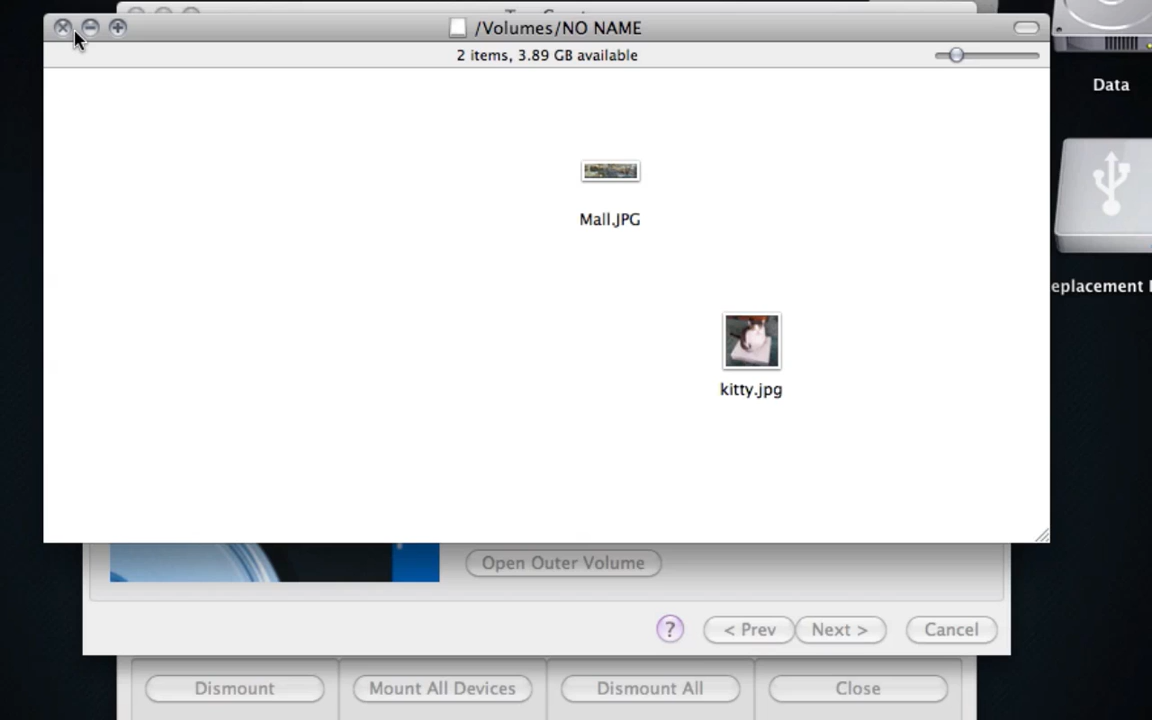 /Volumes/NO NAME
2 items, 3.89 GB available
Data
Mall.JPG
eplacement
kitty.jpg
Open Outer Volume
?
< Prev
Next >
Cancel
Dismount
Mount All Devices
Dismount All
Close